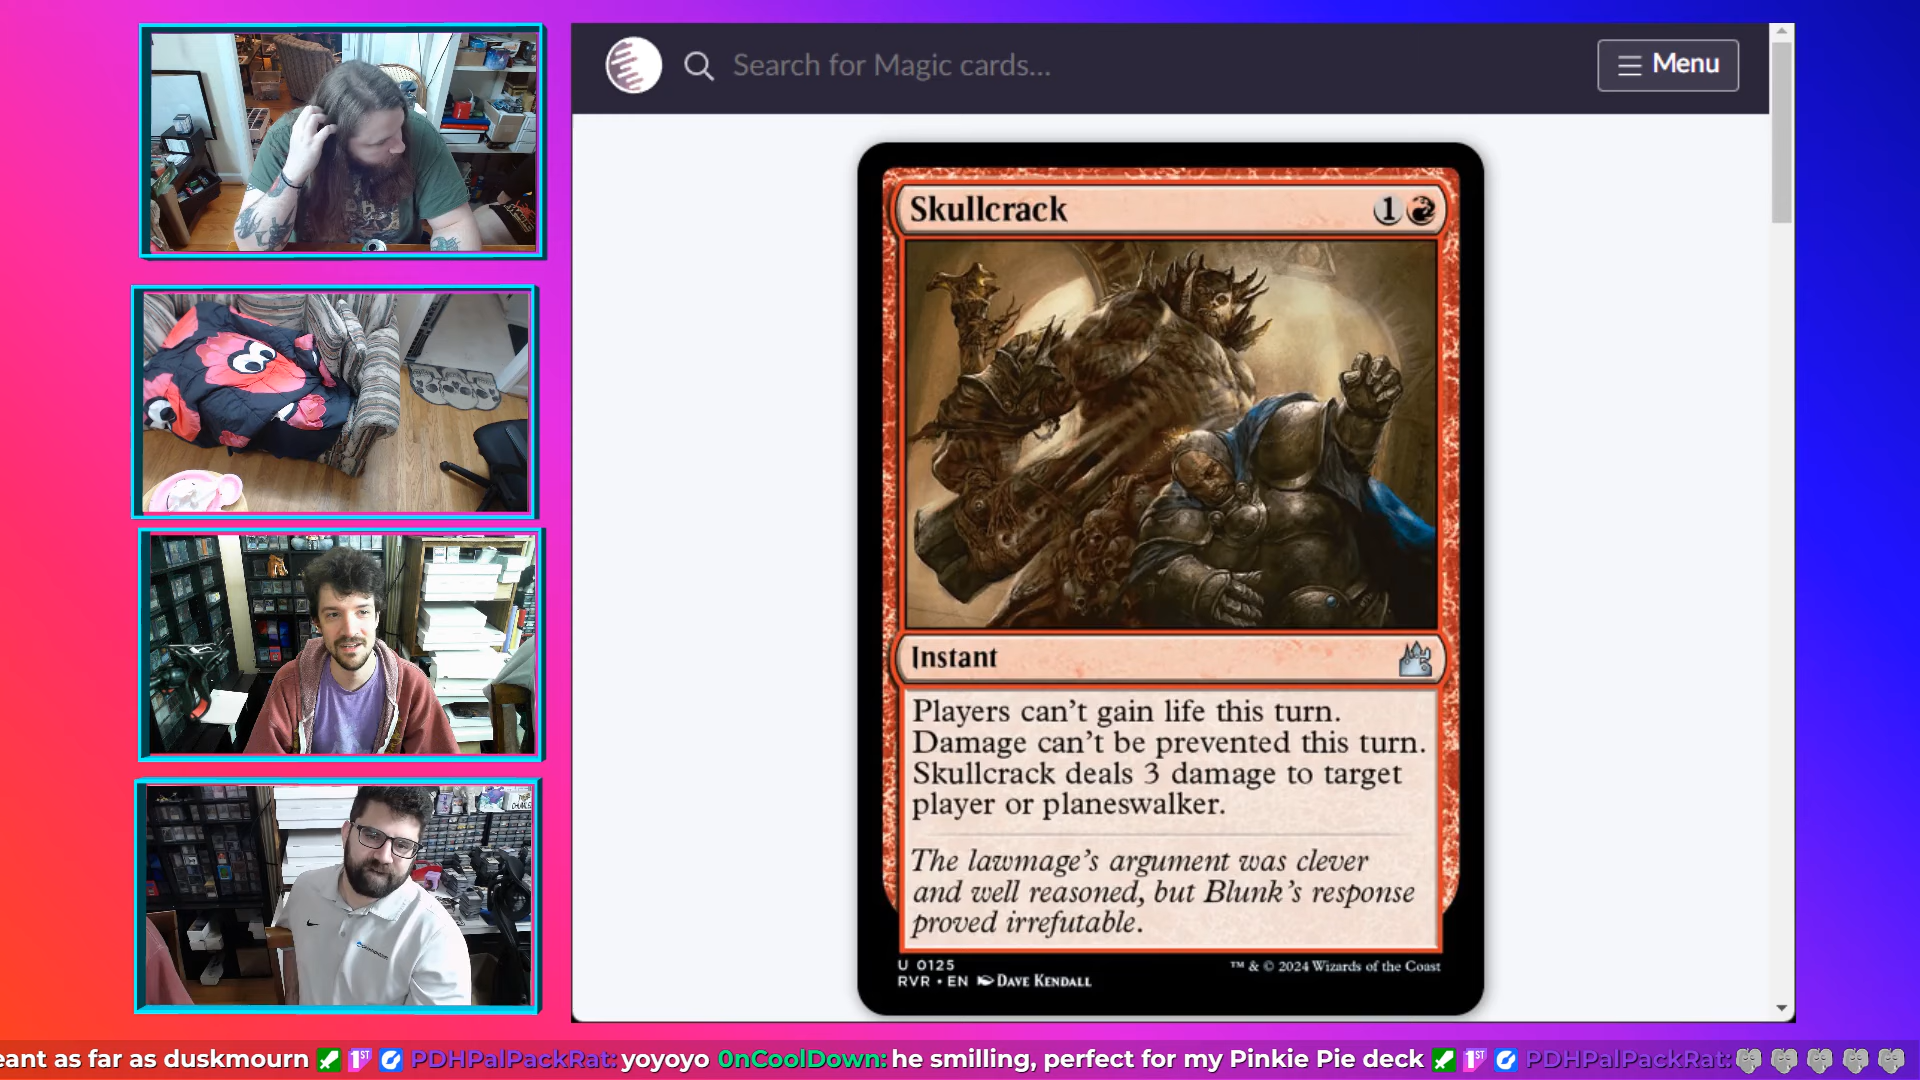 Search for Magic cards...
Menu
Skullcrack
1
Instant
Players can't gain life this turn.
Damage can't be prevented this turn.
Skullcrack deals 3 damage to target
player or planeswalker.
The lawmage's argument was clever
and well reasoned, but Blunk's response
proved irrefutable.
U 0125
RVR • EN DAVE KENDALL
™ & © 2024 Wizards of the Coast
eant as far as duskmourn 1ST PDHPalPackRat: yoyoyo 0nCoolDown: he smilling, perfect for my Pinkie Pie deck 1ST PDHPalPackRat: